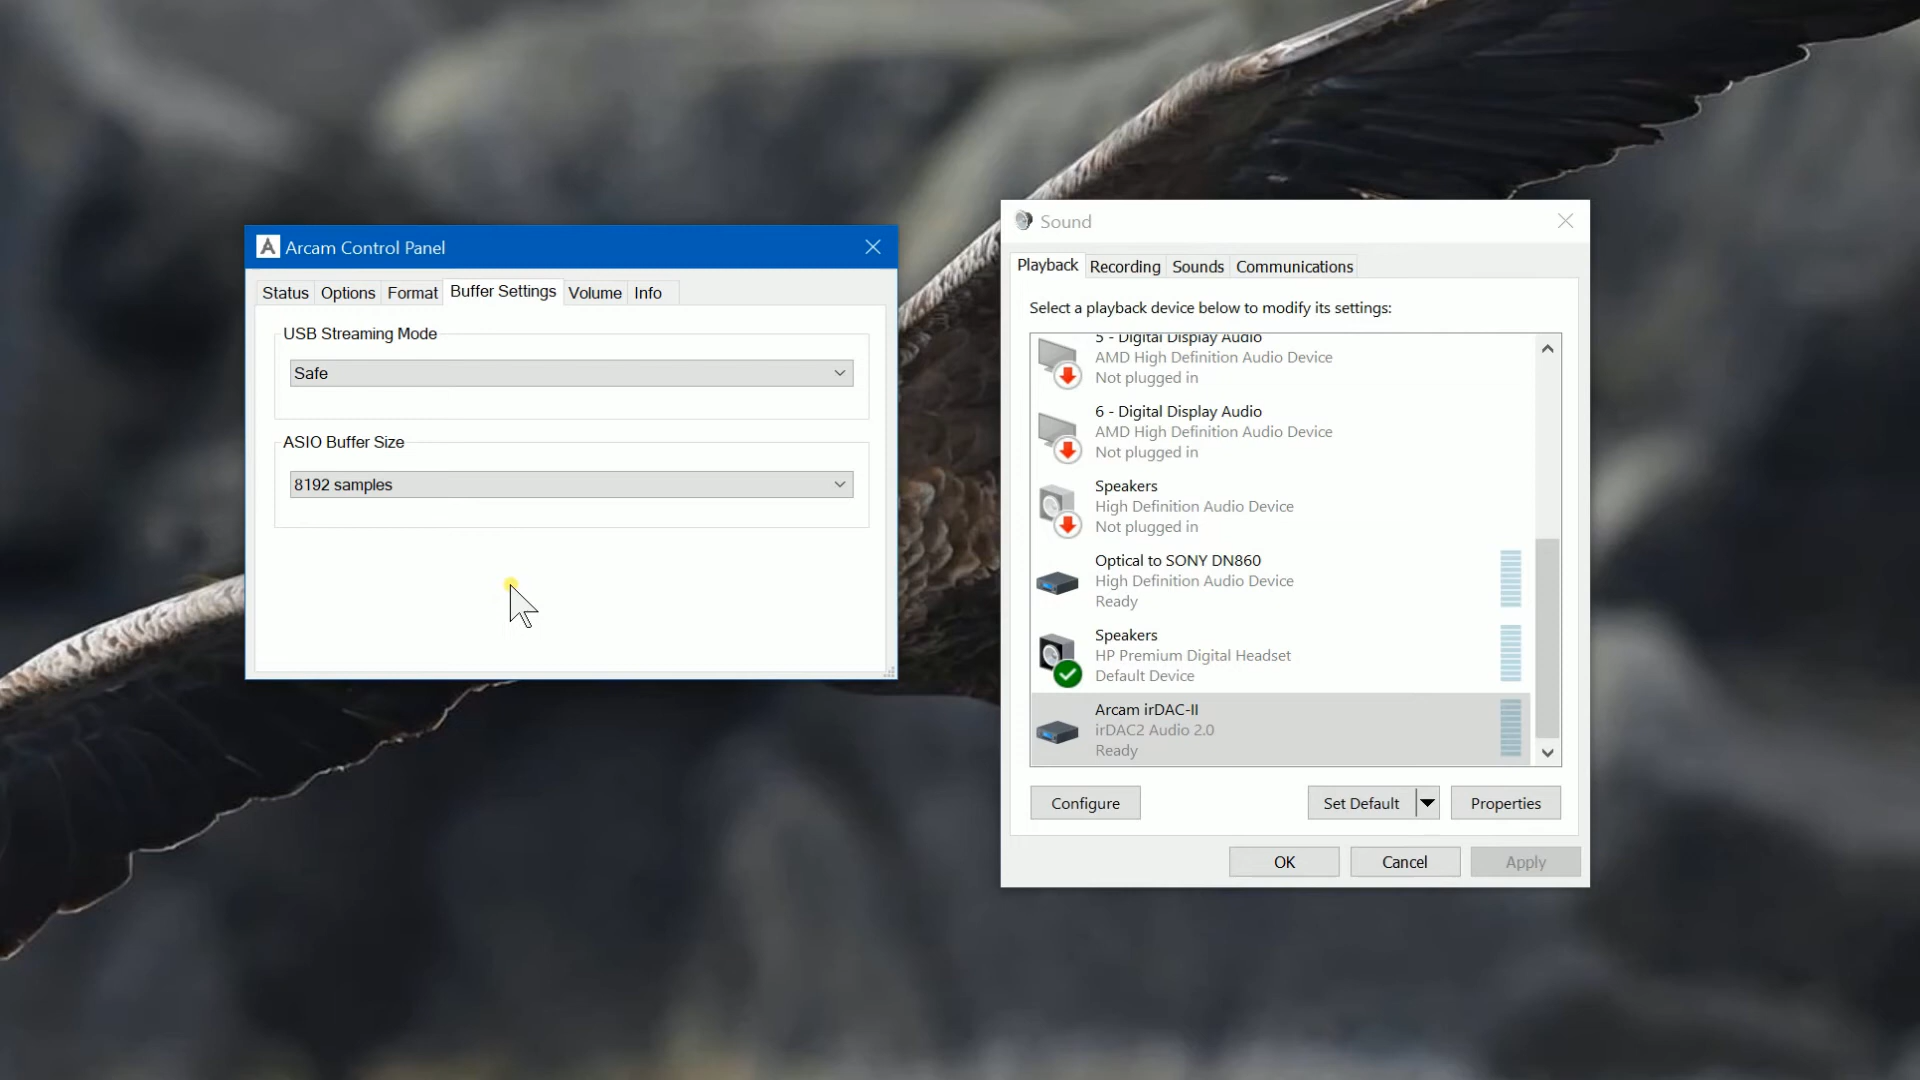 Arcam Control Panel
Status Options Format Buffer Settings Volume Info
USB Streaming Mode
Safe
ASIO Buffer Size
8192 samples
Sound
Playback Recording Sounds Communications
Select a playback device below to modify its settings:
5 - Digital Display Audio
AMD High Definition Audio Device
Not plugged in
6 - Digital Display Audio
AMD High Definition Audio Device
Not plugged in
Speakers
High Definition Audio Device
Not plugged in
Optical to SONY DN860
High Definition Audio Device
Ready
Speakers
HP Premium Digital Headset
Default Device
Arcam irDAC-II
irDAC2 Audio 2.0
Ready
Configure Set Default Properties
OK Cancel Apply